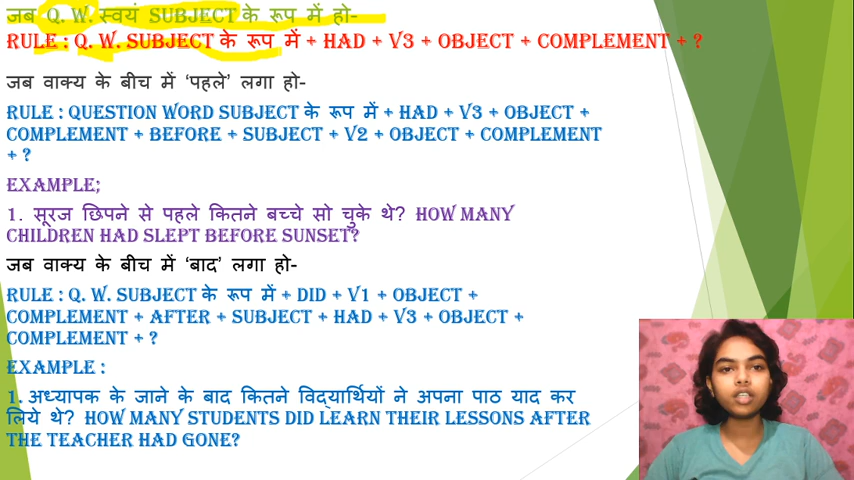 जब Q. W. स्वयं SUBJECT के रूप में हो-
RULE : Q. W. SUBJECT के रूप में + HAD + V3 + OBJECT + COMPLEMENT + ?
जब वाक्य के बीच में ‘पहले’ लगा हो-
RULE : QUESTION WORD SUBJECT के रूप में + HAD + V3 + OBJECT +
COMPLEMENT + BEFORE + SUBJECT + V2 + OBJECT + COMPLEMENT
+ ?
EXAMPLE;
1. सूरज छिपने से पहले कितने बच्चे सो चुके थे? HOW MANY
CHILDREN HAD SLEPT BEFORE SUNSET?
जब वाक्य के बीच में ‘बाद’ लगा हो-
RULE : Q. W. SUBJECT के रूप में + DID + V1 + OBJECT +
COMPLEMENT + AFTER + SUBJECT + HAD + V3 + OBJECT +
COMPLEMENT + ?
EXAMPLE :
1. अध्यापक के जाने के बाद कितने विद्यार्थियों ने अपना पाठ याद कर
लिये थे? HOW MANY STUDENTS DID LEARN THEIR LESSONS AFTER
THE TEACHER HAD GONE?